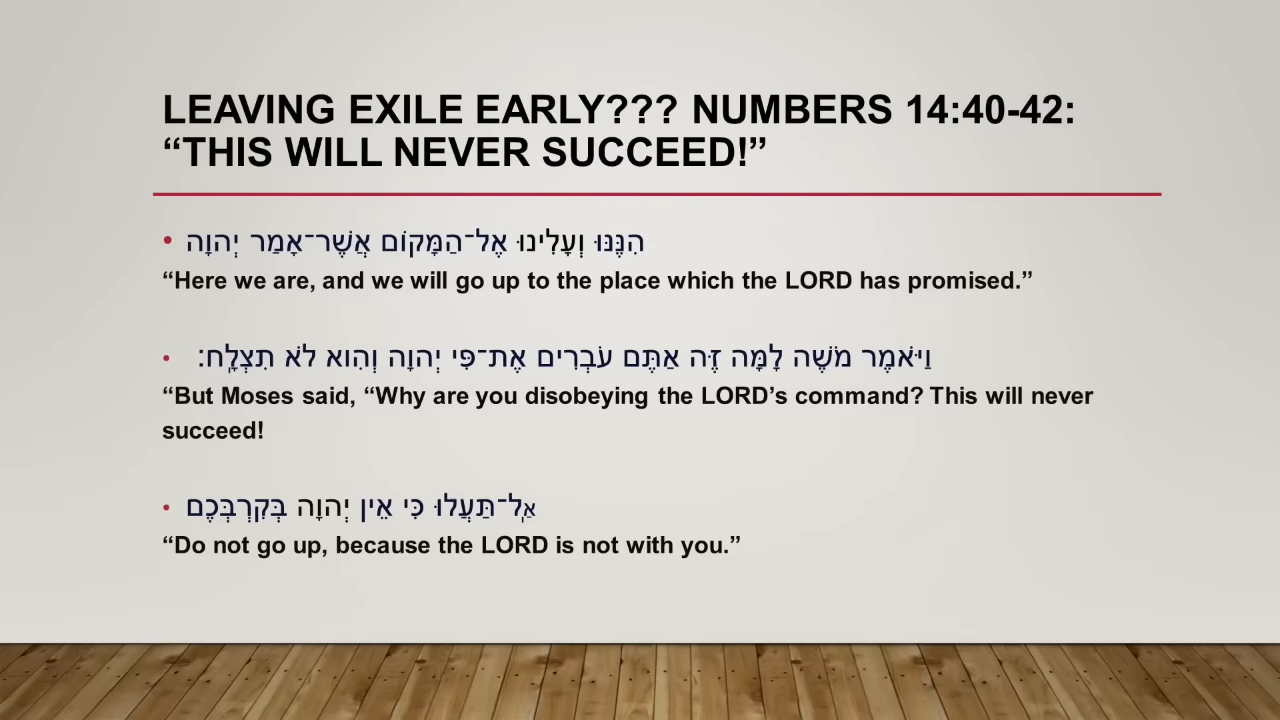 LEAVING EXILE EARLY??? NUMBERS 14:40-42:
“THIS WILL NEVER SUCCEED!”
• הִנֶּנּוּ וְעָלִינוּ אֶל־הַמָּקוֹם אֲשֶׁר־אָמַר יְהוָה
“Here we are, and we will go up to the place which the LORD has promised.”
• וַיֹּאמֶר מֹשֶׁה לָמָּה זֶּה אַתֶּם עֹבְרִים אֶת־פִּי יְהוָה וְהִוא לֹא תִצְלָֽח׃
“But Moses said, “Why are you disobeying the LORD’s command? This will never
succeed!
• אַֽל־תַּעֲלוּ כִּי אֵין יְהוָה בְּקִרְבְּכֶם
“Do not go up, because the LORD is not with you.”